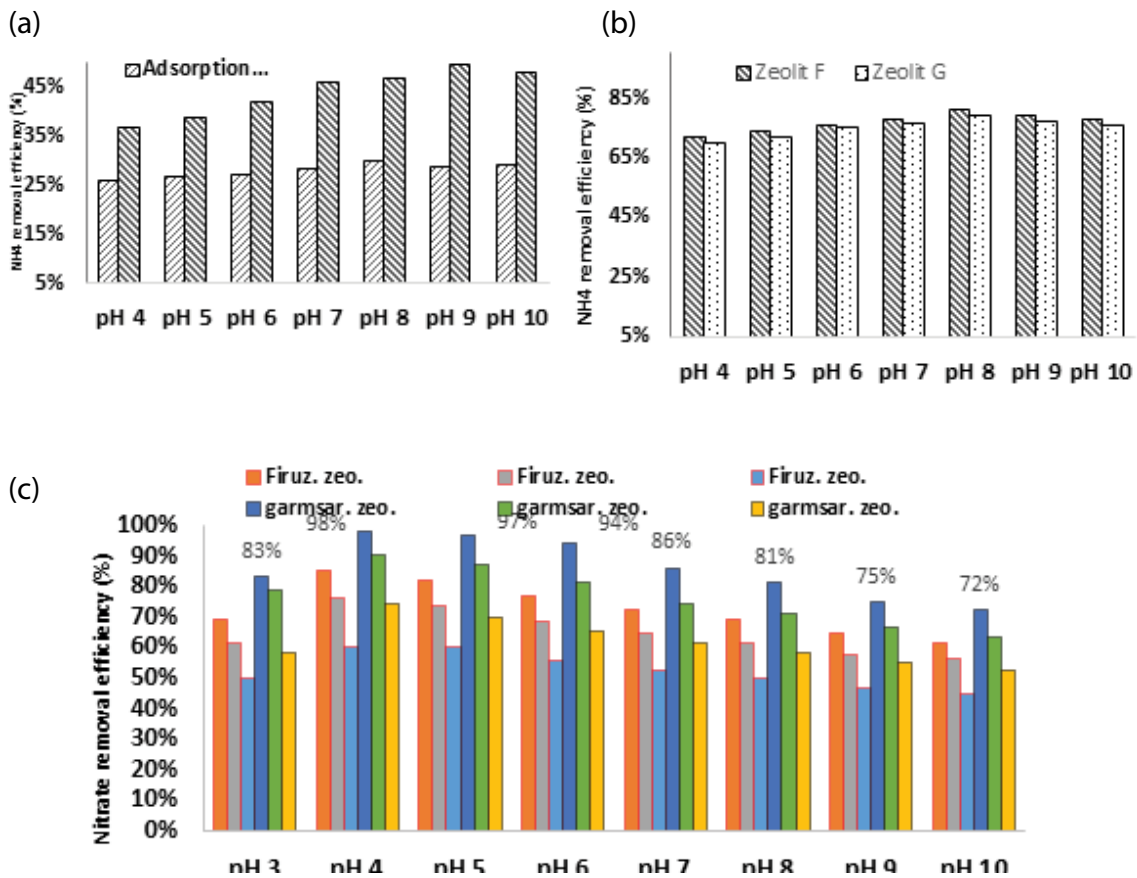 (a)
Adsorption...
NH4 removal efficiency (%)
45%
35%
25%
15%
5%
pH 4 pH 5 pH 6 pH 7 pH 8 pH 9 pH 10
(b)
Zeolit F Zeolit G
NH4 removal efficiency (%)
85%
65%
45%
25%
5%
pH 4 pH 5 pH 6 pH 7 pH 8 pH 9 pH 10
(c)
Firuz. zeo. Firuz. zeo. Firuz. zeo.
garmsar. zeo. garmsar. zeo. garmsar. zeo.
Nitrate removal efficiency (%)
100%
90%
80%
70%
60%
50%
40%
30%
20%
10%
0%
83% 98% 97% 94% 86% 81% 75% 72%
pH 3 pH 4 pH 5 pH 6 pH 7 pH 8 pH 9 pH 10